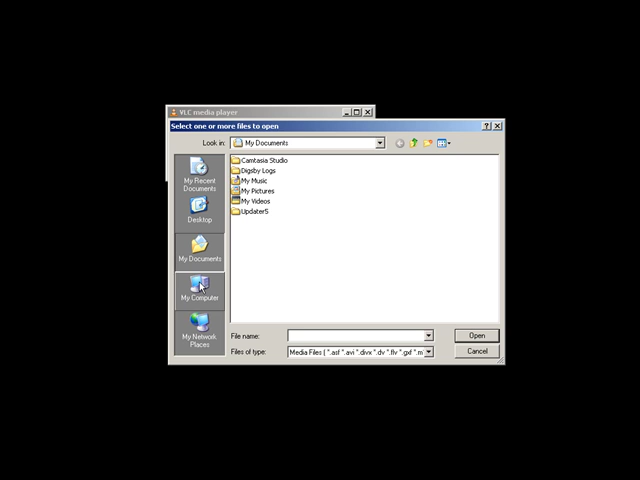 VLC media player
Select one or more files to open
Look in: My Documents
My Recent
Documents
Desktop
My Documents
My Computer
My Network
Places
Camtasia Studio
Digsby Logs
My Music
My Pictures
My Videos
Updater5
File name:
Open
Files of type: Media Files ( *.asf *.avi *.divx *.dv *.flv *.gxf *.m
Cancel